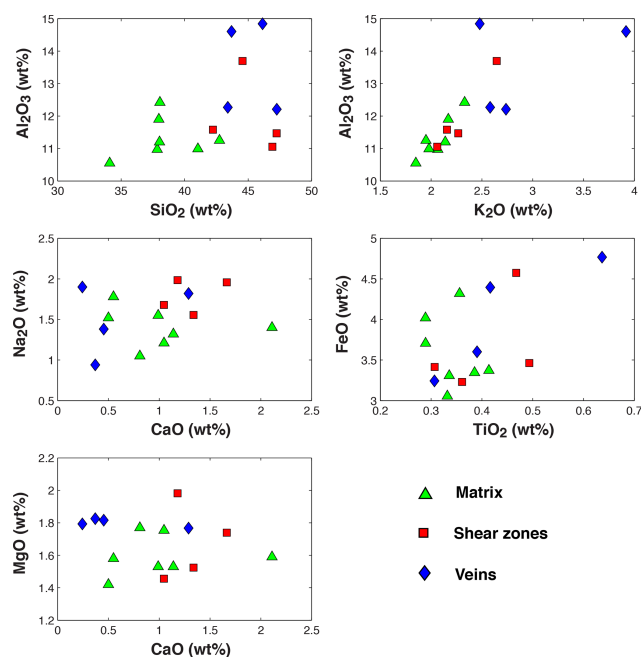 15
14
13
12
11
10
Al2O3 (wt%)
30 35 40 45 50
SiO2 (wt%)
15
14
13
12
11
10
Al2O3 (wt%)
1.5 2 2.5 3 3.5 4
K2O (wt%)
2.5
2
1.5
1
0.5
Na2O (wt%)
0 0.5 1 1.5 2 2.5
CaO (wt%)
5
4.5
4
3.5
3
FeO (wt%)
0.2 0.3 0.4 0.5 0.6 0.7
TiO2 (wt%)
2.2
2
1.8
1.6
1.4
1.2
MgO (wt%)
0 0.5 1 1.5 2 2.5
CaO (wt%)
Matrix
Shear zones
Veins